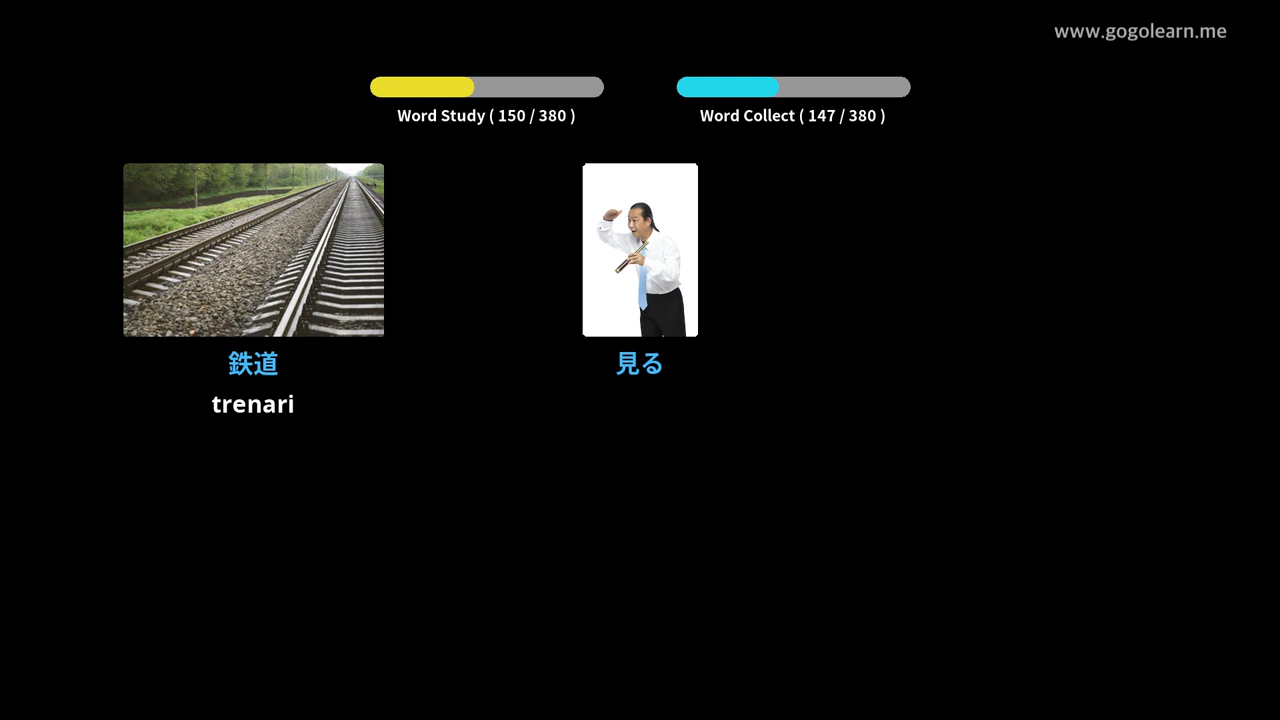 www.gogolearn.me
Word Study ( 150 / 380 )
Word Collect ( 147 / 380 )
鉄道
見る
trenari